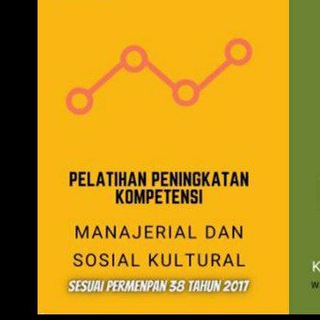 PELATIHAN PENINGKATAN
KOMPETENSI
MANAJERIAL DAN
SOSIAL KULTURAL
SESUAI PERMENPAN 38 TAHUN 2017